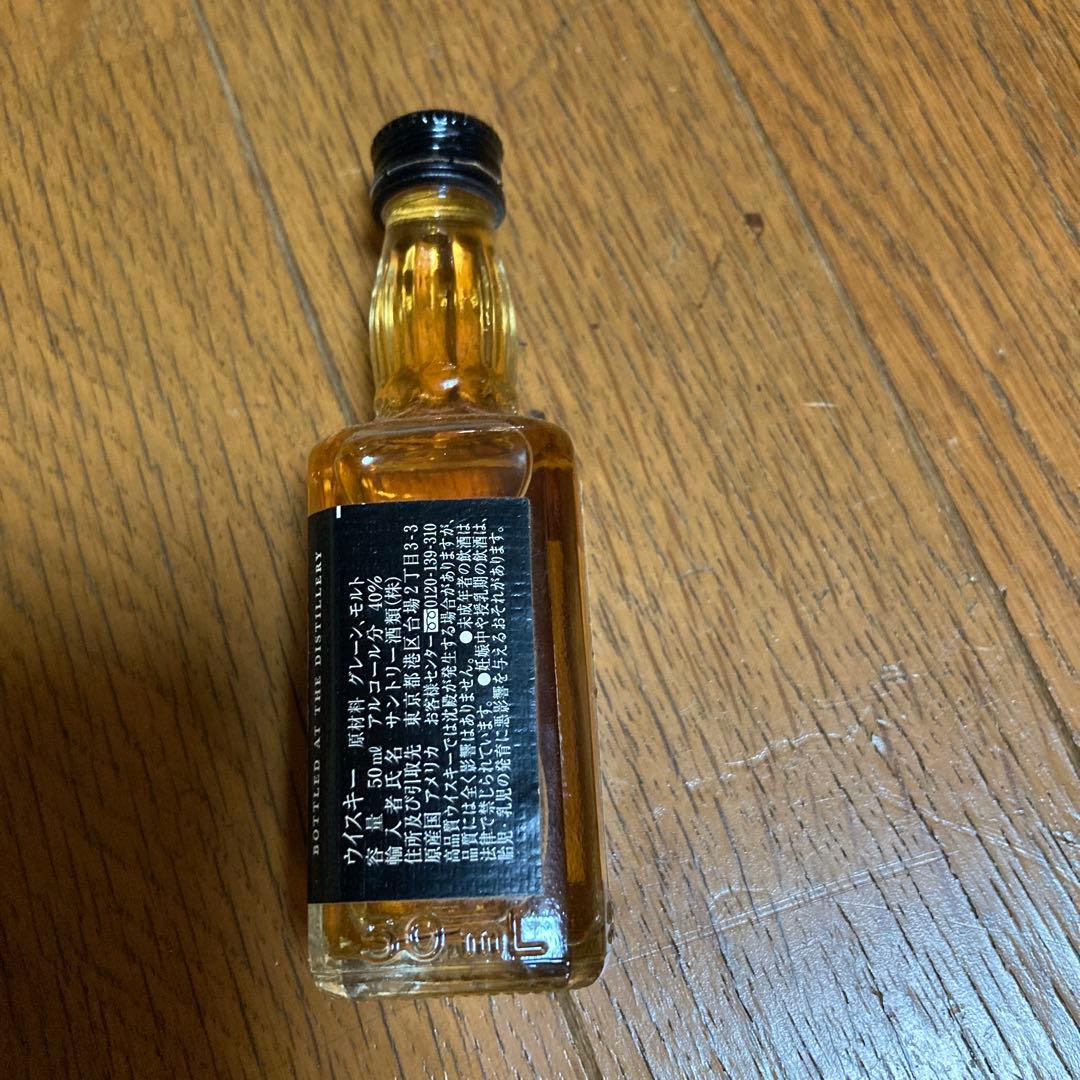 BOTTLED AT THE DISTILLERY
ウイスキー 原材料 グレーン、モルト
容量 50ml アルコール分 40%
輸入者氏名 サントリー酒類(株)
住所及び引取先 東京都港区台場2丁目3-3
原産国 アメリカ お客様センター 0120-139-310
高品質ウイスキーでは沈殿が発生する場合がありますが、
品質には全く影響はありません。 ●未成年者の飲酒は
法律で禁じられています。 ●妊娠中や授乳期の飲酒は、
胎児・乳児の発育に悪影響を与えるおそれがあります。
50 mL